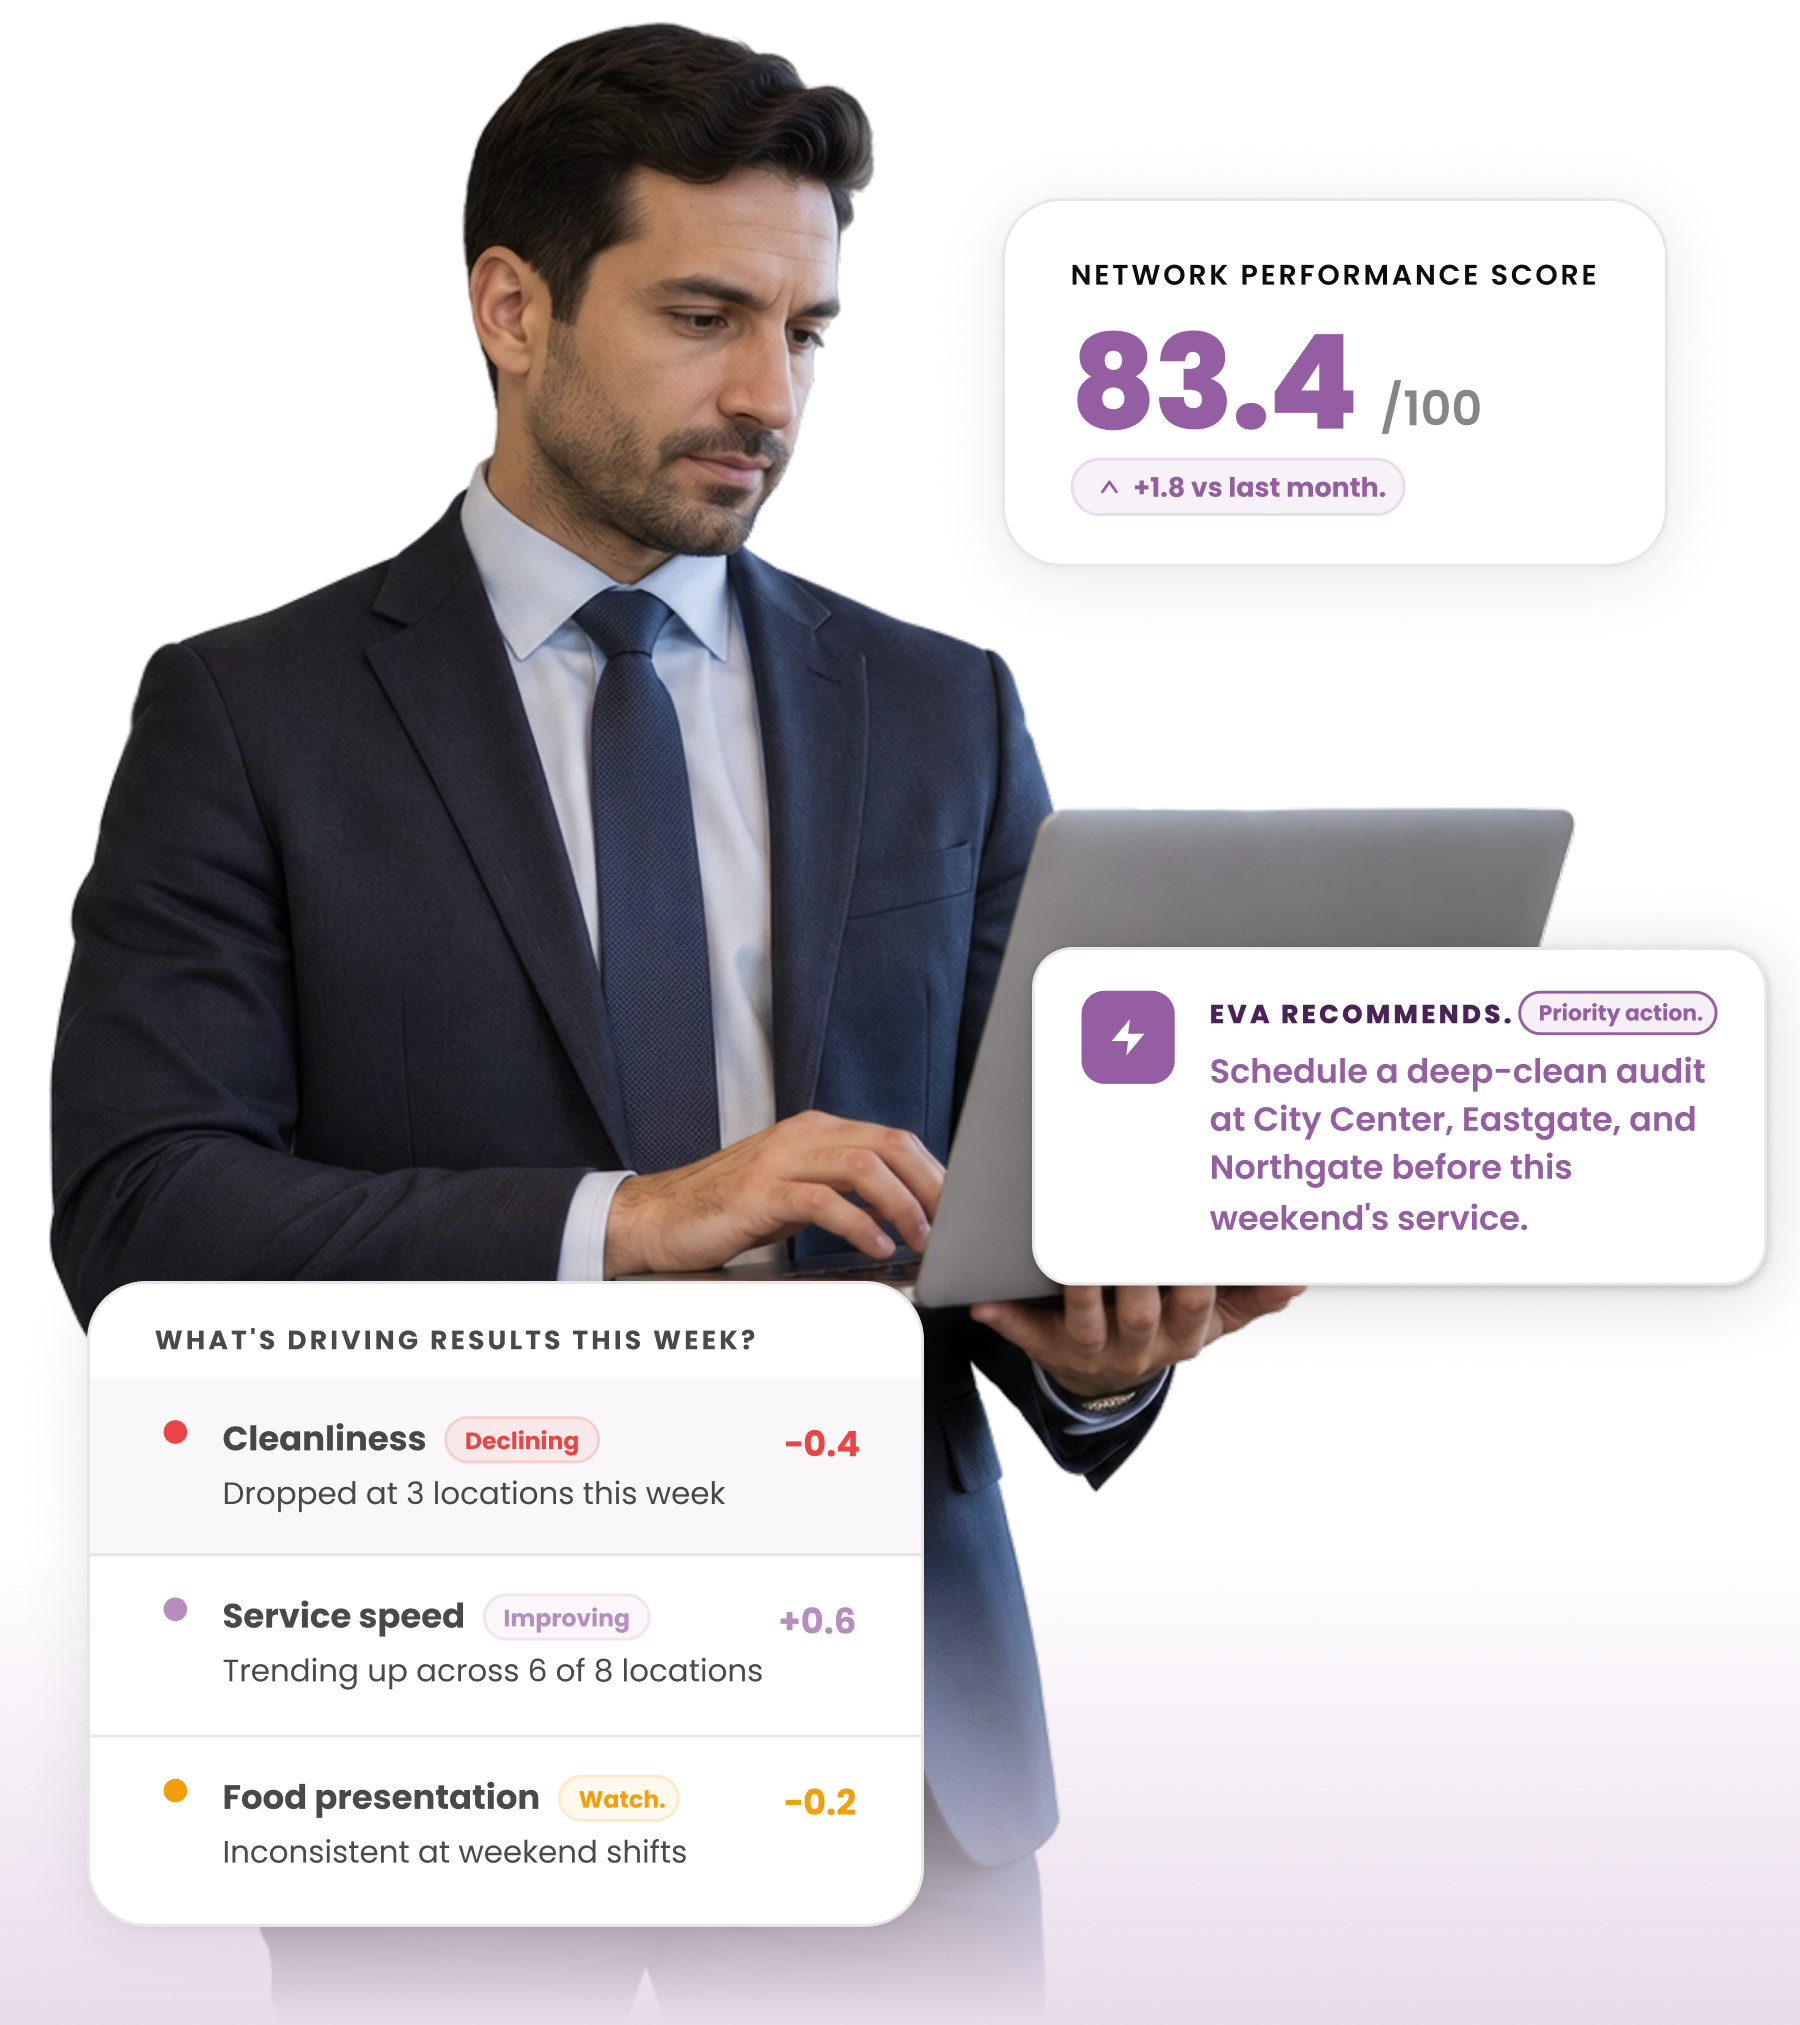 NETWORK PERFORMANCE SCORE
83.4 /100
+1.8 vs last month.
EVA RECOMMENDS. Priority action.
Schedule a deep-clean audit
at City Center, Eastgate, and
Northgate before this
weekend's service.
WHAT'S DRIVING RESULTS THIS WEEK?
Cleanliness Declining -0.4
Dropped at 3 locations this week
Service speed Improving +0.6
Trending up across 6 of 8 locations
Food presentation Watch. -0.2
Inconsistent at weekend shifts